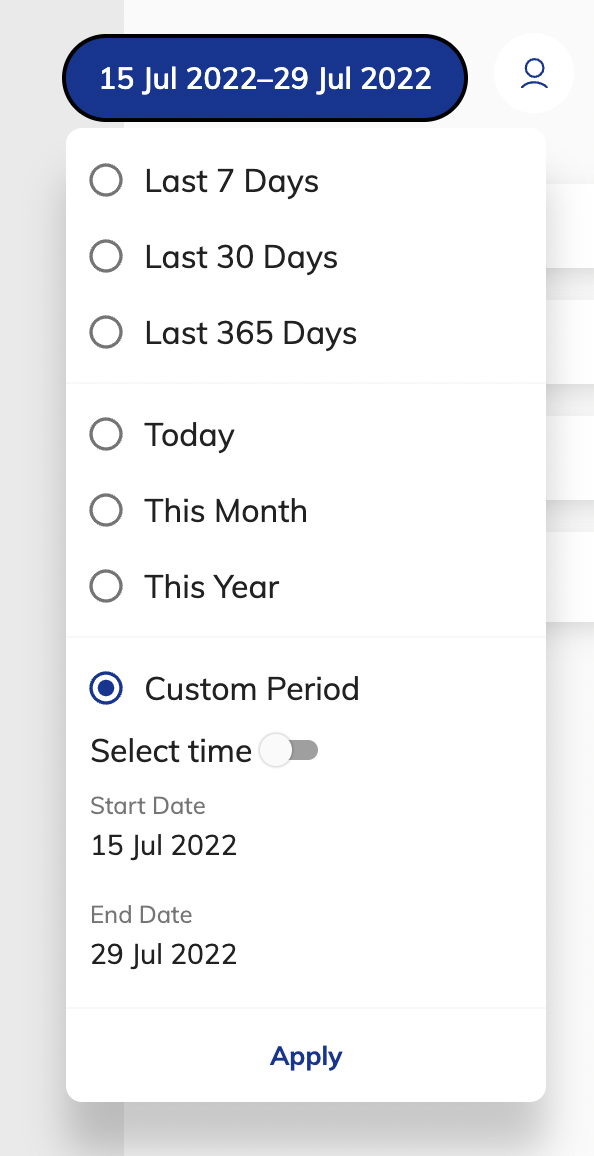 15 Jul 2022–29 Jul 2022
Last 7 Days
Last 30 Days
Last 365 Days
Today
This Month
This Year
Custom Period
Select time
Start Date
15 Jul 2022
End Date
29 Jul 2022
Apply